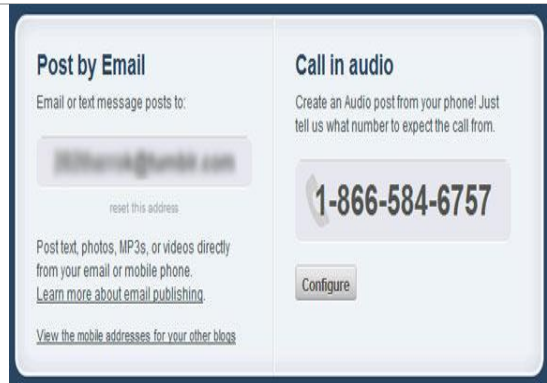 Post by Email
Email or text message posts to:
reset this address
Post text, photos, MP3s, or videos directly
from your email or mobile phone.
Learn more about email publishing.
View the mobile addresses for your other blogs
Call in audio
Create an Audio post from your phone! Just
tell us what number to expect the call from.
1-866-584-6757
Configure